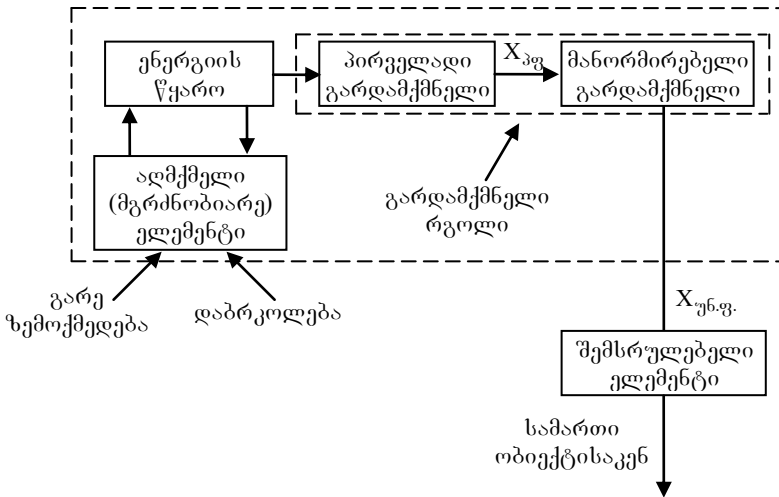 ენერგიის
წყარო
პირველადი
გარდამქმნელი
Xპფ
მანორმირებელი
გარდამქმნელი
აღმქმელი
(მგრძნობიარე)
ელემენტი
გარდამქმნელი
რგოლი
გარე
ზემოქმედება
დაბრკოლება
Xუნ.ფ.
შემსრულებელი
ელემენტი
სამართი
ობიექტისაკენ